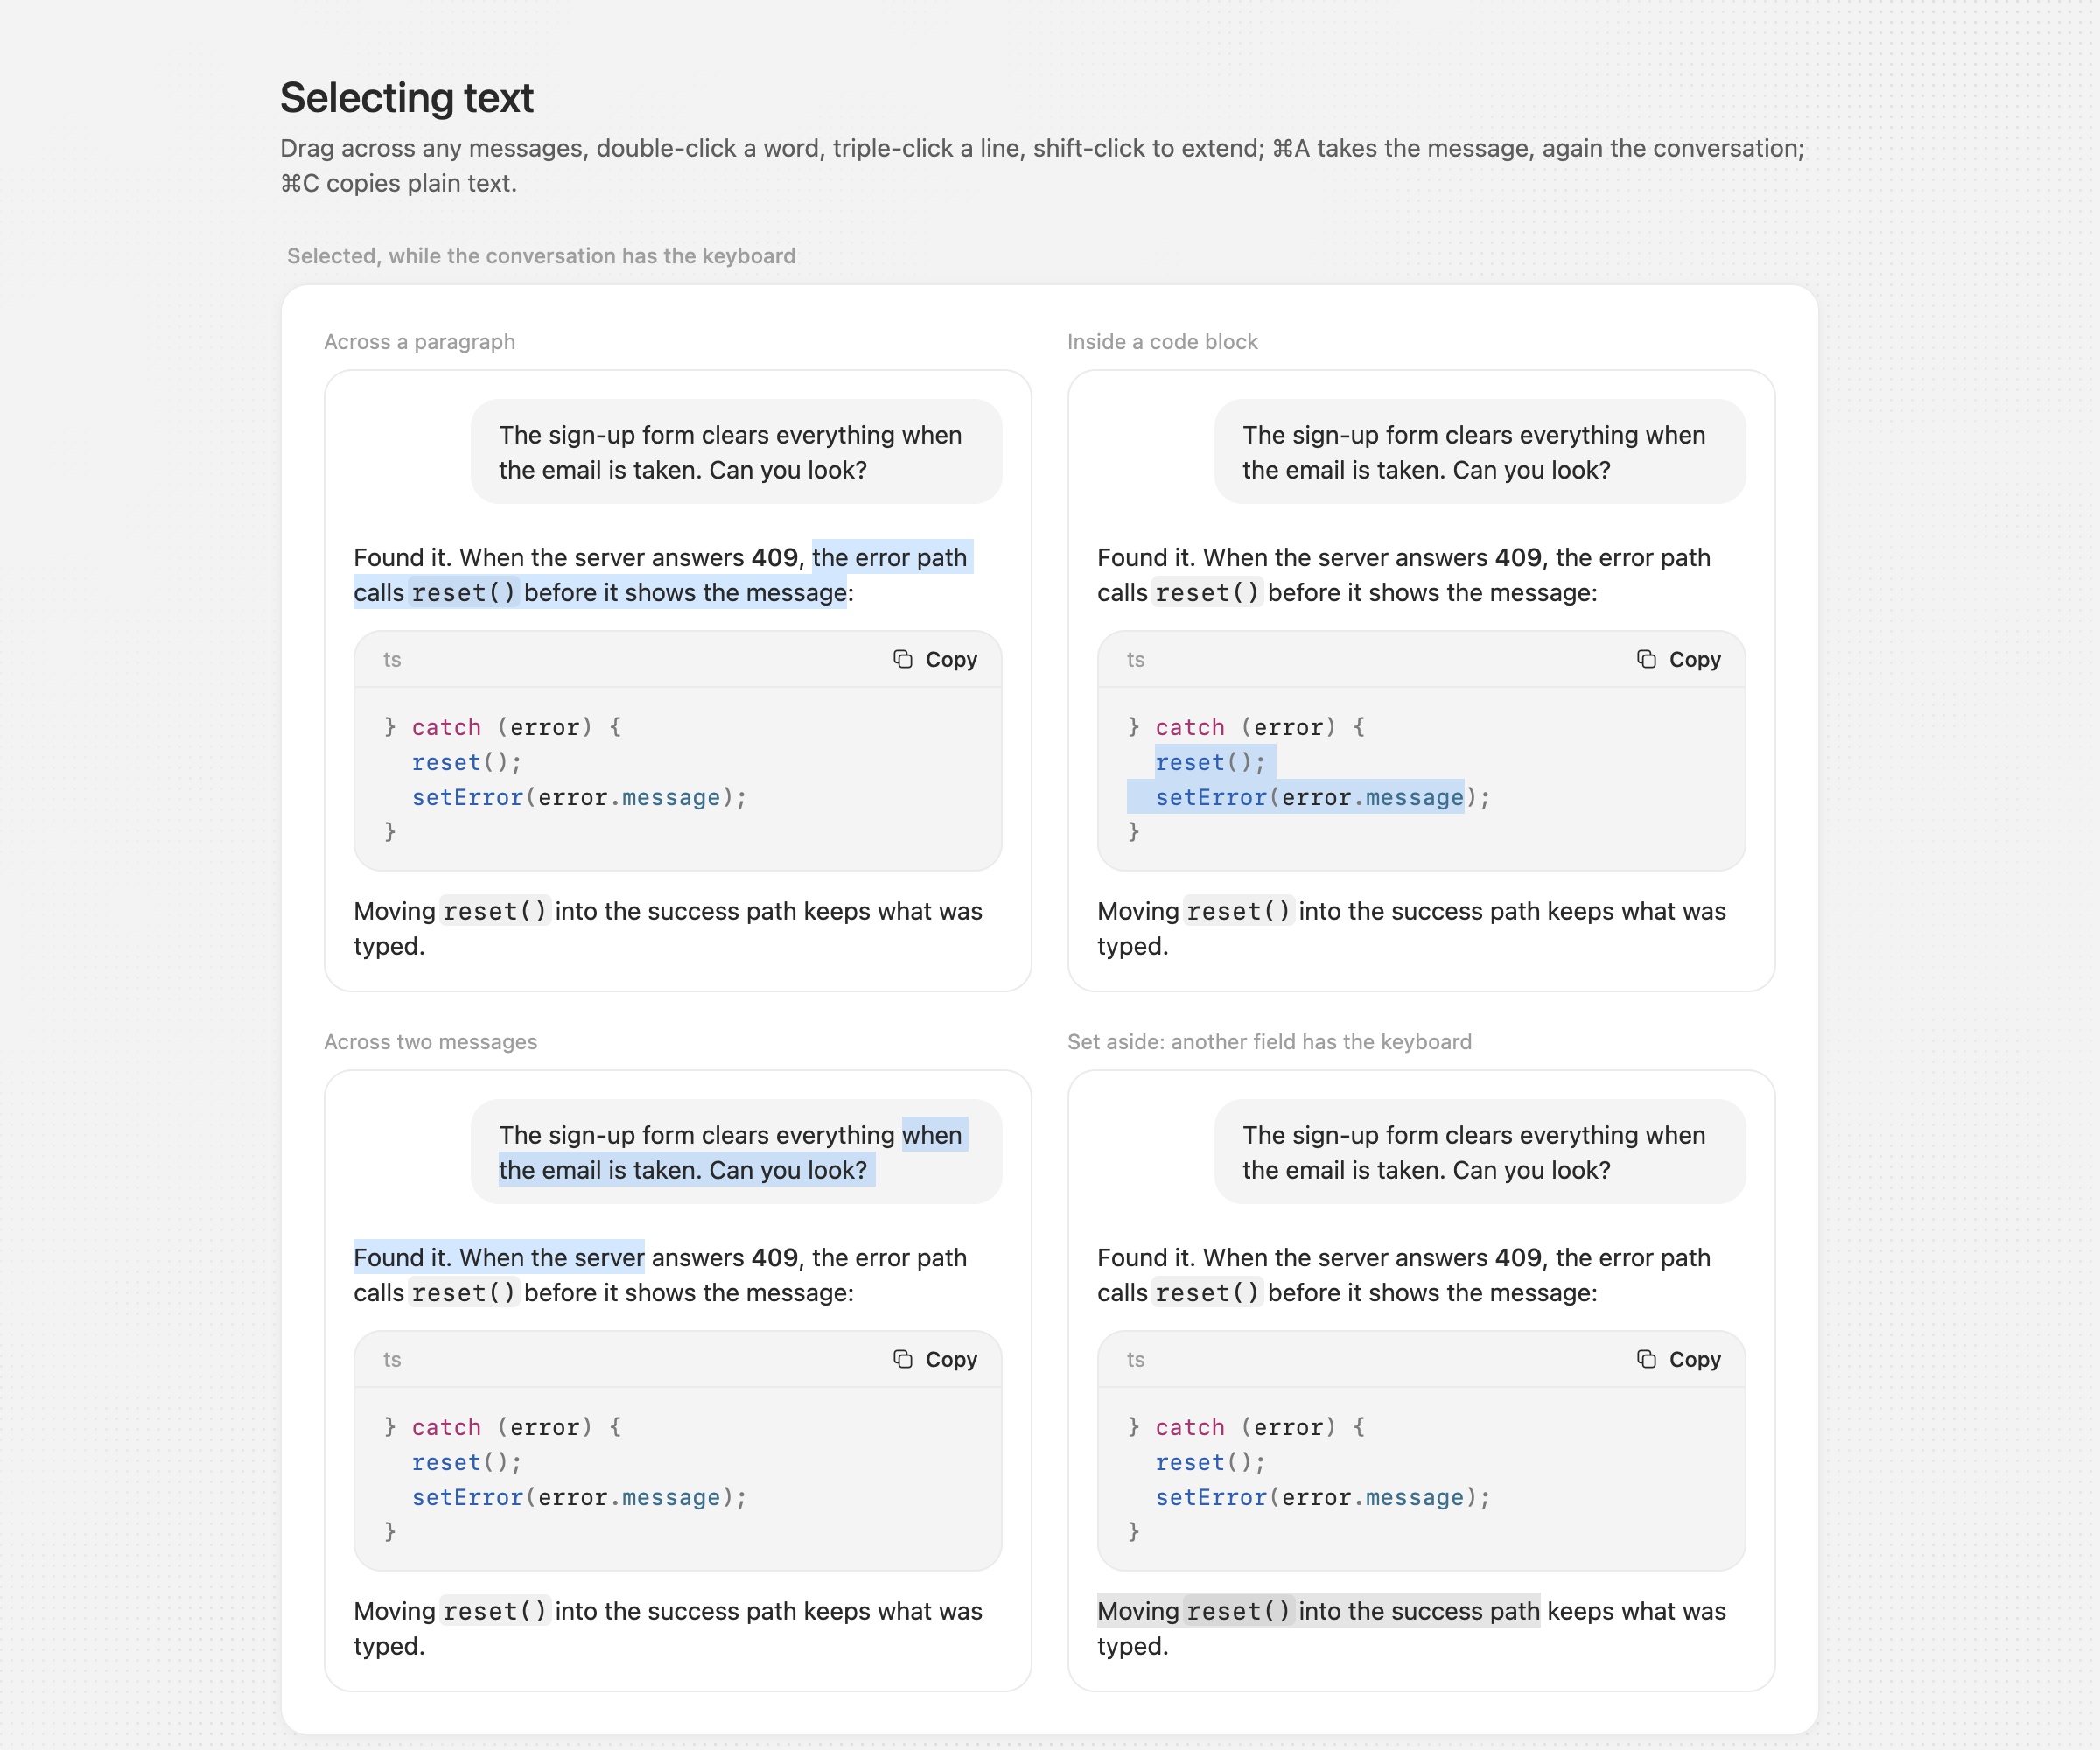 Selecting text
Drag across any messages, double-click a word, triple-click a line, shift-click to extend; ⌘A takes the message, again the conversation;
⌘C copies plain text.
Selected, while the conversation has the keyboard
Across a paragraph
The sign-up form clears everything when
the email is taken. Can you look?
Found it. When the server answers 409, the error path
calls reset() before it shows the message:
ts
Copy
} catch (error) {
  reset();
  setError(error.message);
}
Moving reset() into the success path keeps what was
typed.
Inside a code block
The sign-up form clears everything when
the email is taken. Can you look?
Found it. When the server answers 409, the error path
calls reset() before it shows the message:
ts
Copy
} catch (error) {
  reset();
  setError(error.message);
}
Moving reset() into the success path keeps what was
typed.
Across two messages
The sign-up form clears everything when
the email is taken. Can you look?
Found it. When the server answers 409, the error path
calls reset() before it shows the message:
ts
Copy
} catch (error) {
  reset();
  setError(error.message);
}
Moving reset() into the success path keeps what was
typed.
Set aside: another field has the keyboard
The sign-up form clears everything when
the email is taken. Can you look?
Found it. When the server answers 409, the error path
calls reset() before it shows the message:
ts
Copy
} catch (error) {
  reset();
  setError(error.message);
}
Moving reset() into the success path keeps what was
typed.